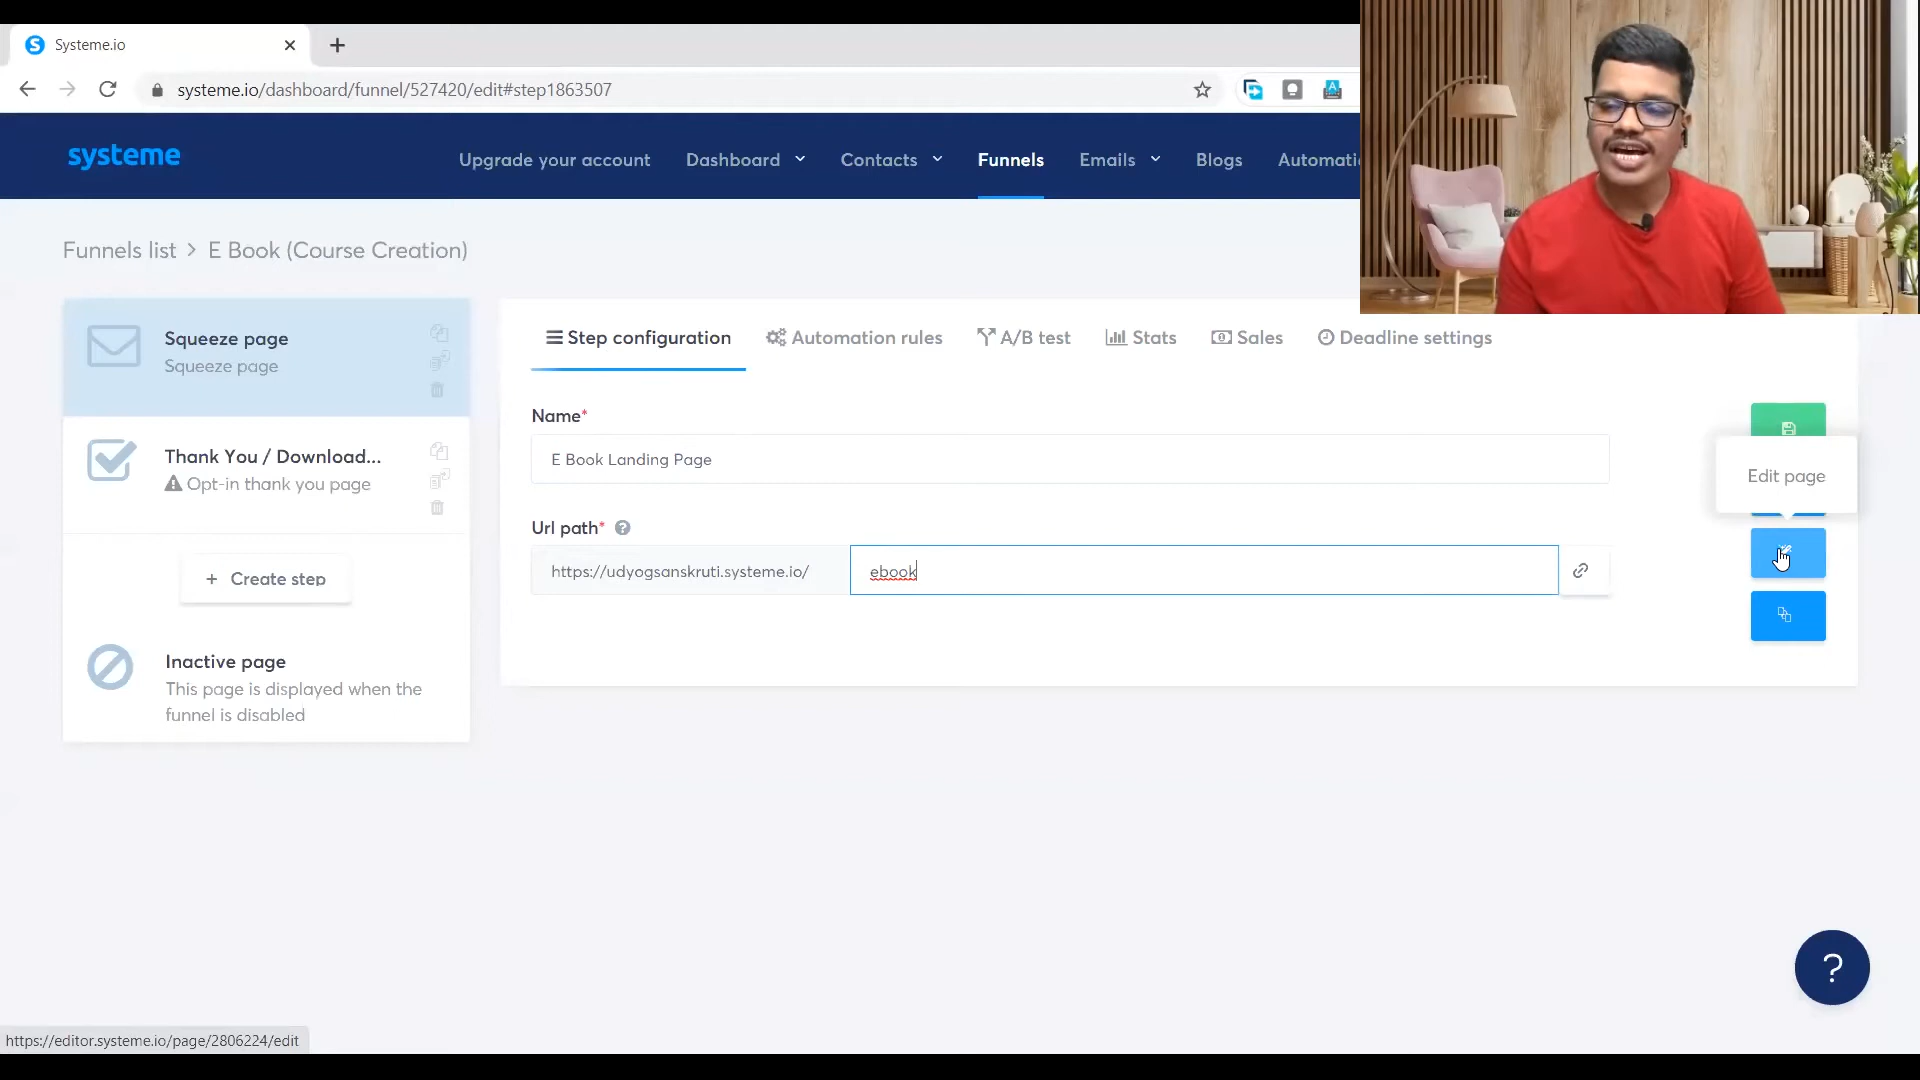 Systeme.io
systeme.io/dashboard/funnel/527420/edit#step1863507
systeme
Upgrade your account
Dashboard
Contacts
Funnels
Emails
Blogs
Automati
Funnels list > E Book (Course Creation)
Squeeze page
Squeeze page
Thank You / Download...
Opt-in thank you page
+ Create step
Inactive page
This page is displayed when the
funnel is disabled
Step configuration
Automation rules
A/B test
Stats
Sales
Deadline settings
Name*
E Book Landing Page
Edit page
Url path* ?
https://udyogsanskruti.systeme.io/
ebook
?
https://editor.systeme.io/page/2806224/edit